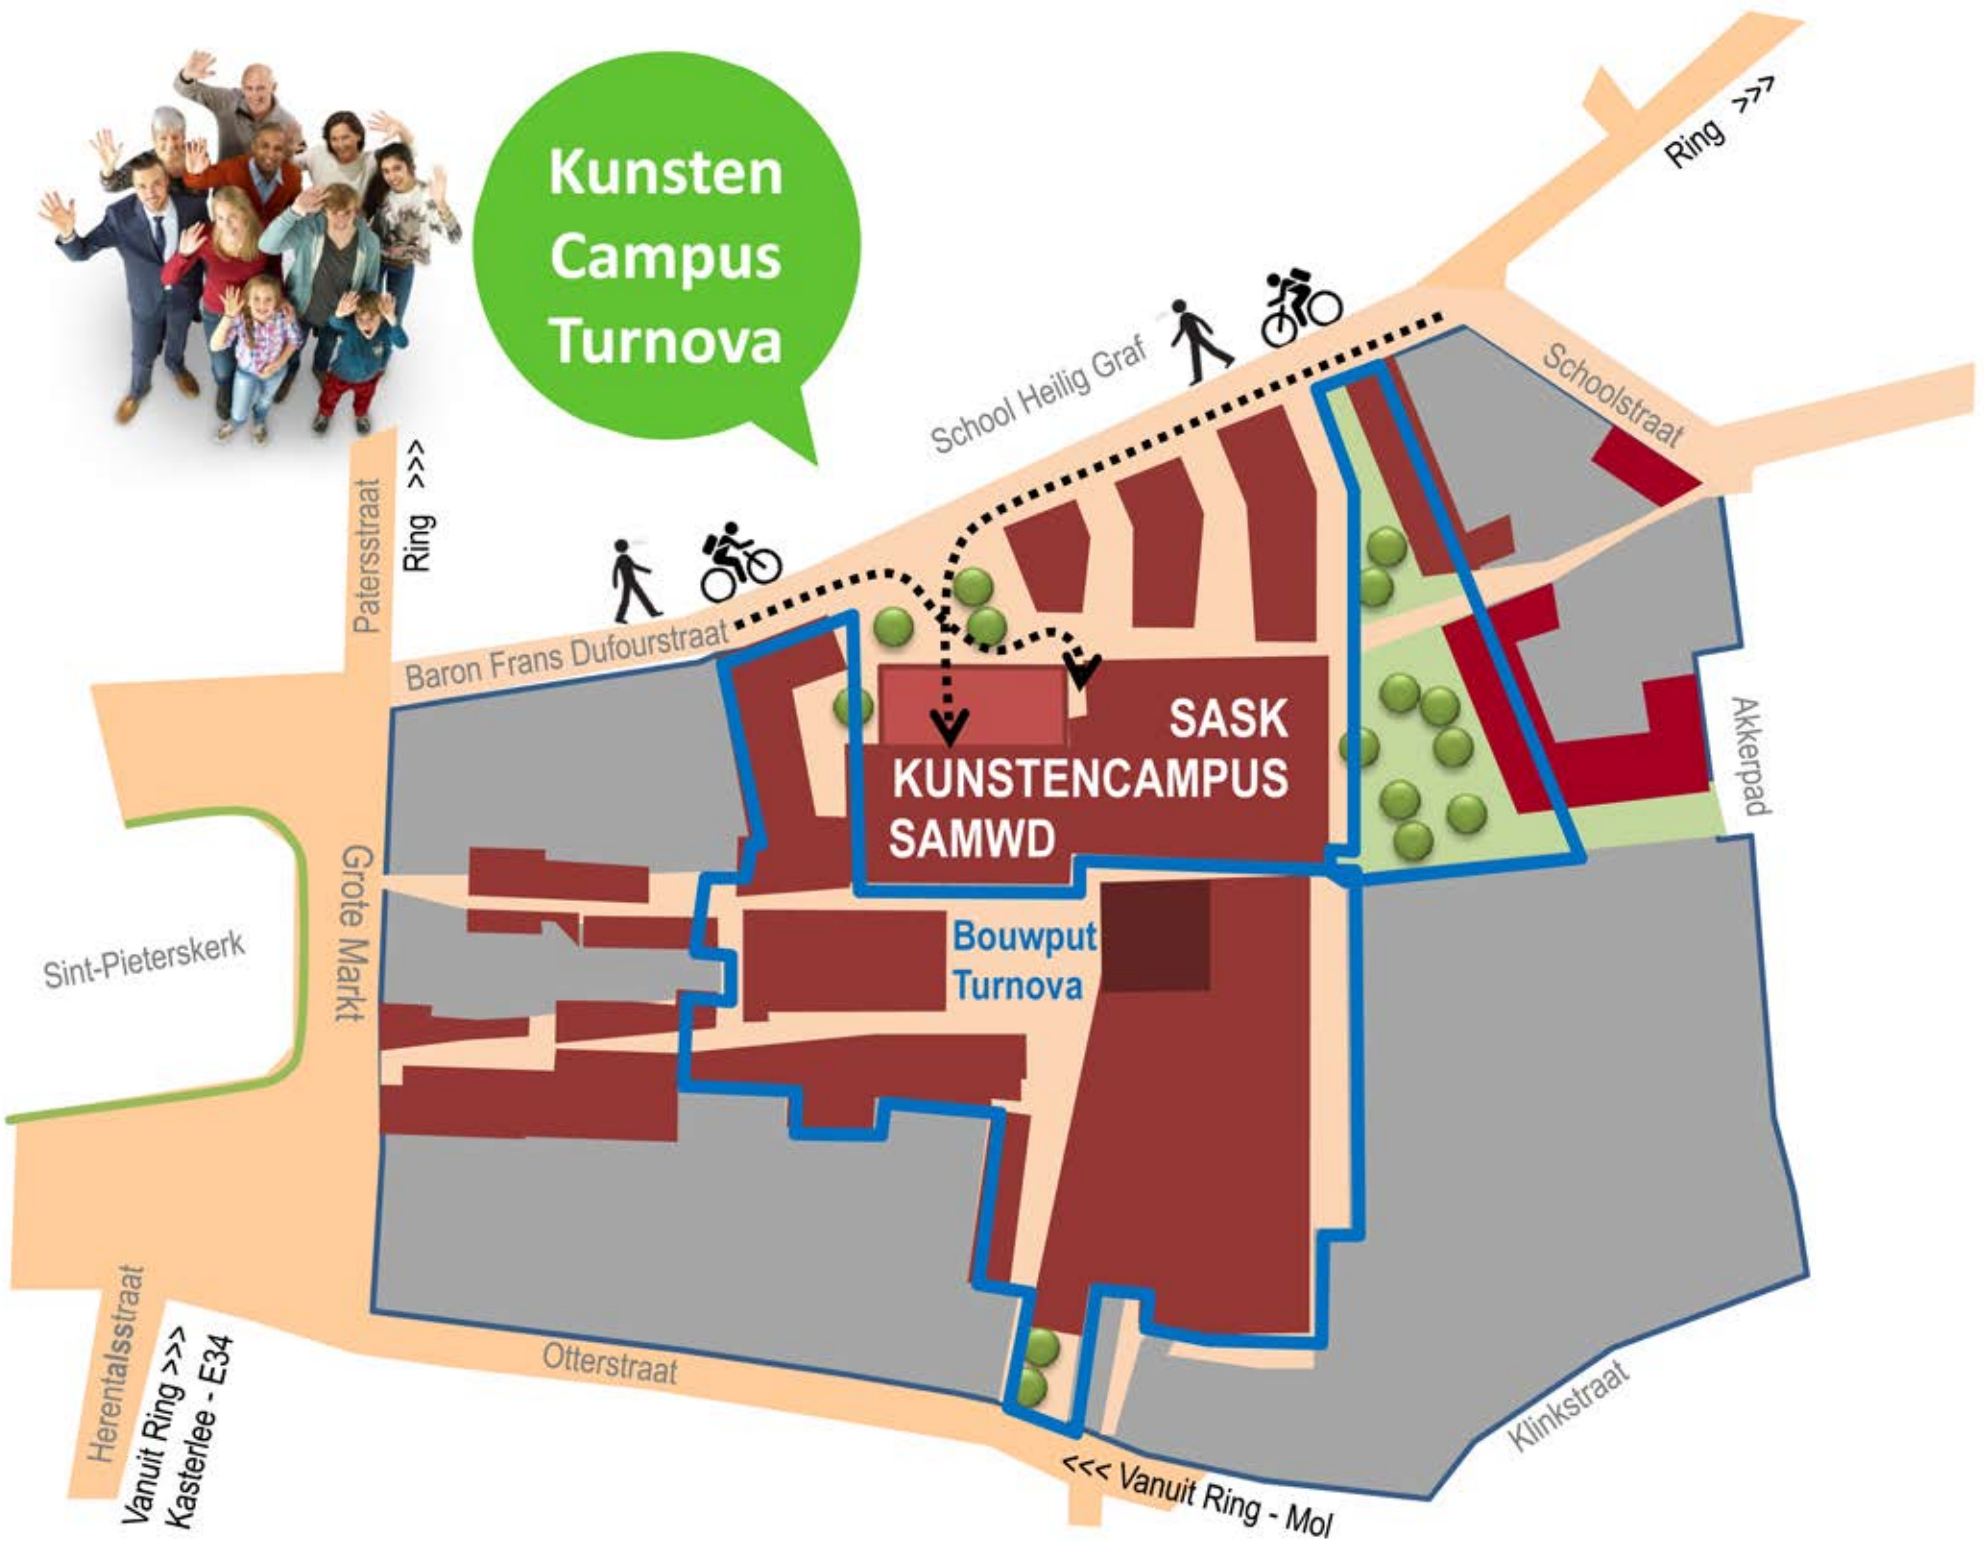 Kunsten
Campus
Turnova
Ring >>>
School Heilig Graf
Schoolstraat
Patersstraat
Ring >>>
Baron Frans Dufourstraat
SASK
KUNSTENCAMPUS
SAMWD
Akkerpad
Grote Markt
Sint-Pieterskerk
Bouwput
Turnova
Herentalsstraat
Vanuit Ring >>>
Kasterlee - E34
Otterstraat
Klinkstraat
<<< Vanuit Ring - Mol